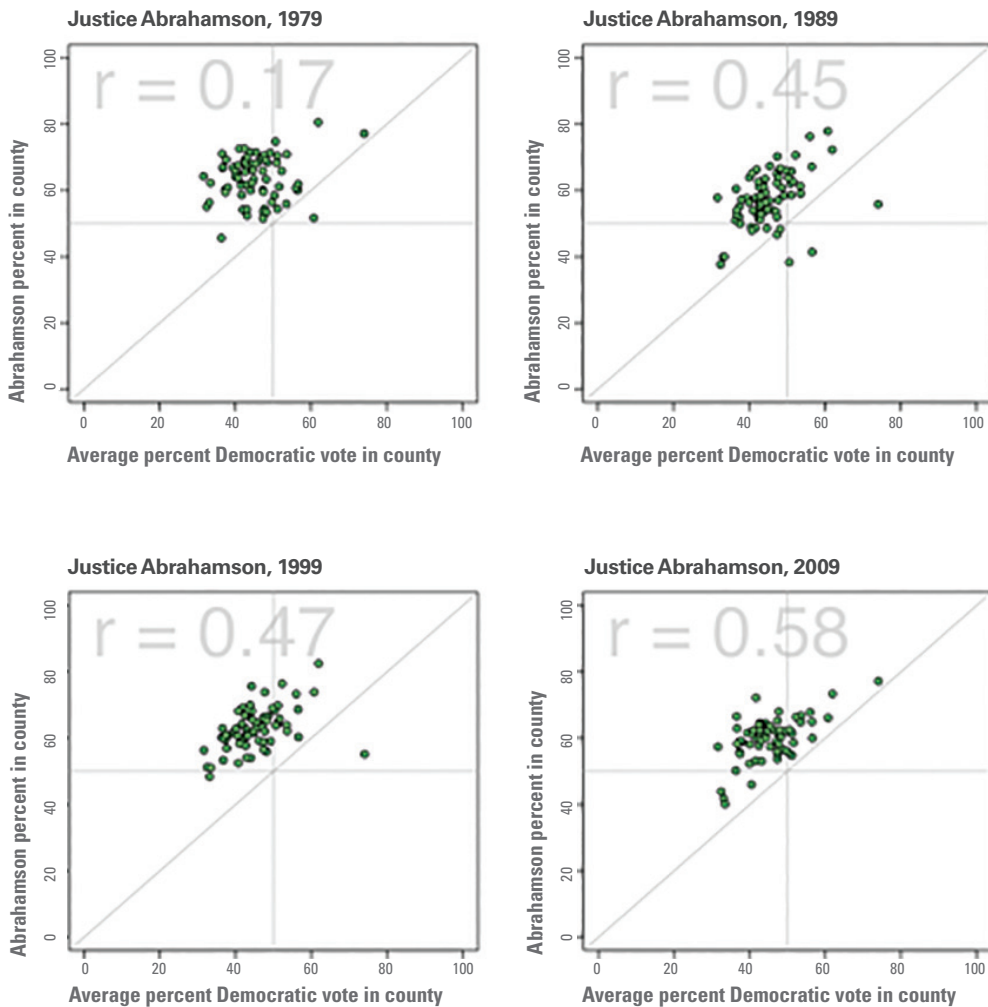 Justice Abrahamson, 1979
r = 0.17
Abrahamson percent in county
100
80
60
40
20
0
0 20 40 60 80 100
Average percent Democratic vote in county
Justice Abrahamson, 1989
r = 0.45
Abrahamson percent in county
100
80
60
40
20
0
0 20 40 60 80 100
Average percent Democratic vote in county
Justice Abrahamson, 1999
r = 0.47
Abrahamson percent in county
100
80
60
40
20
0
0 20 40 60 80 100
Average percent Democratic vote in county
Justice Abrahamson, 2009
r = 0.58
Abrahamson percent in county
100
80
60
40
20
0
0 20 40 60 80 100
Average percent Democratic vote in county